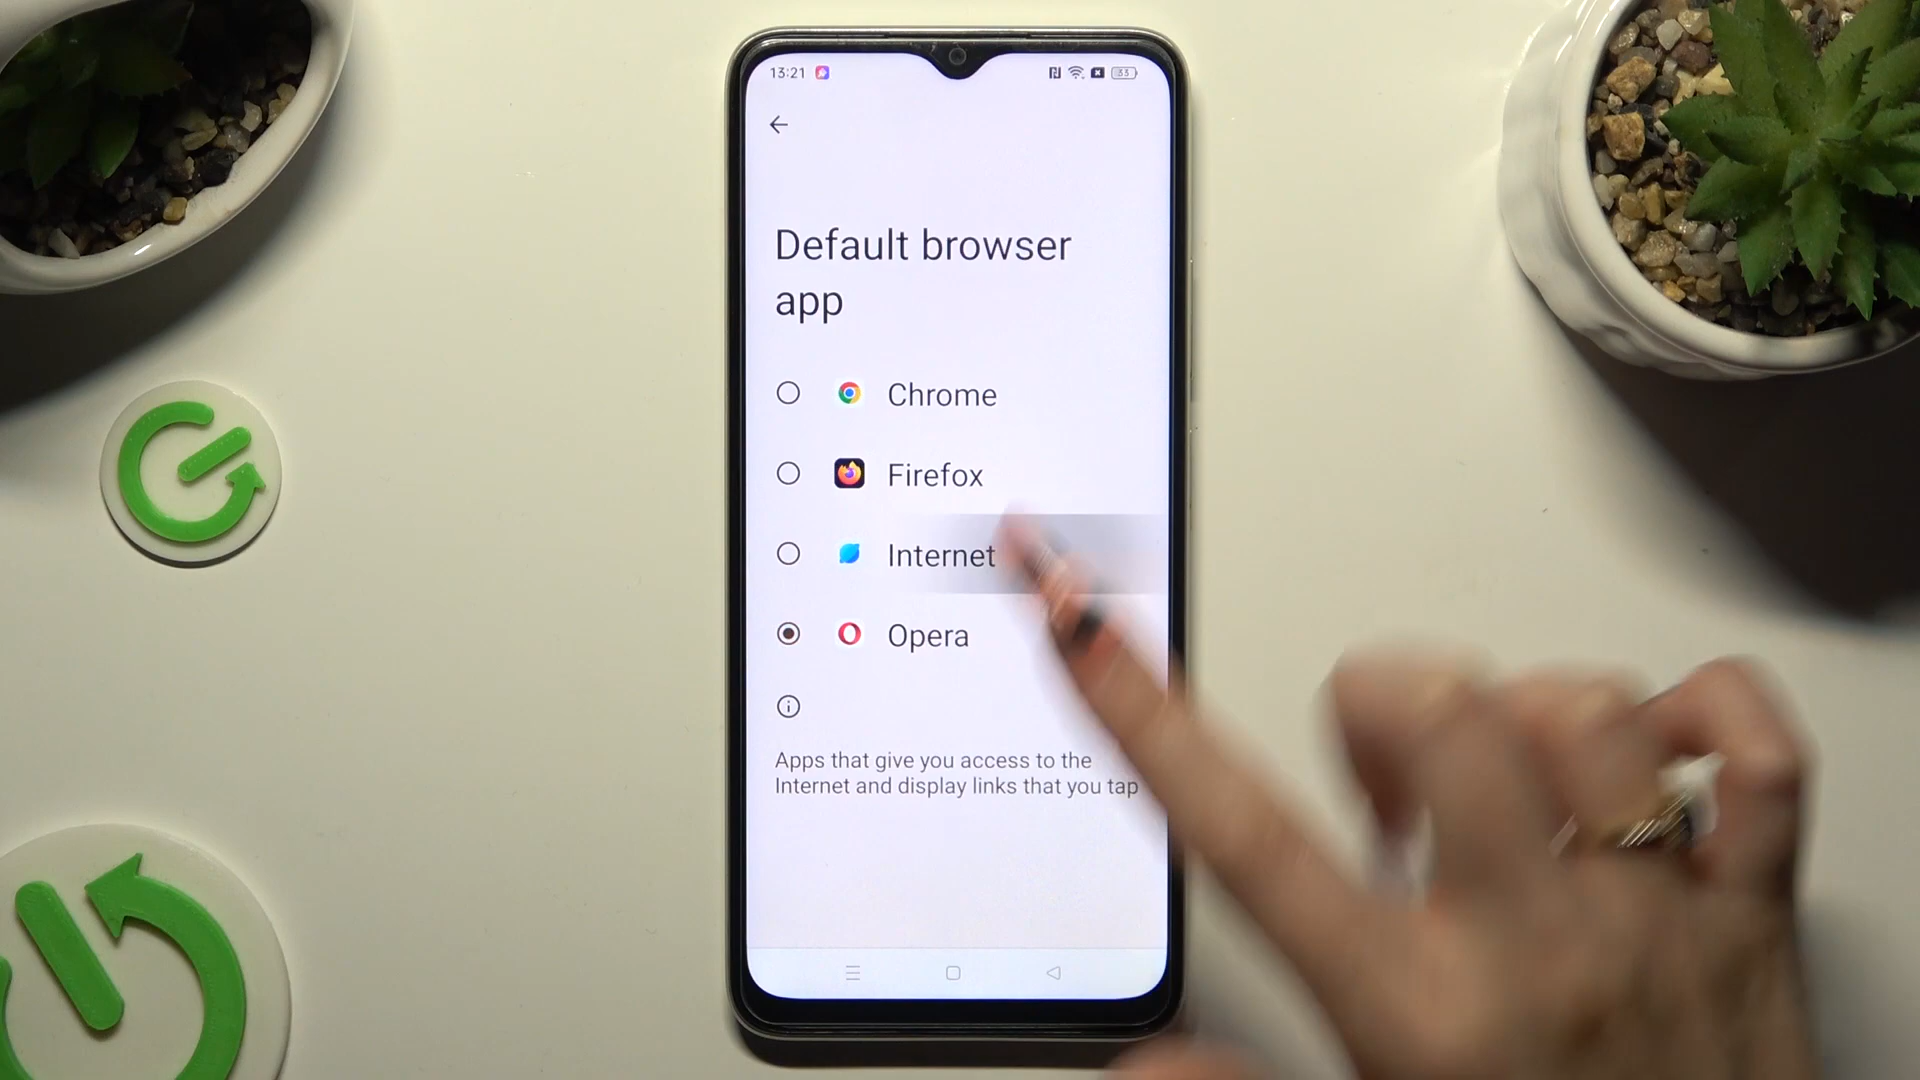 13:21
33
Default browser
app
Chrome
Firefox
Internet
Opera
Apps that give you access to the
Internet and display links that you tap